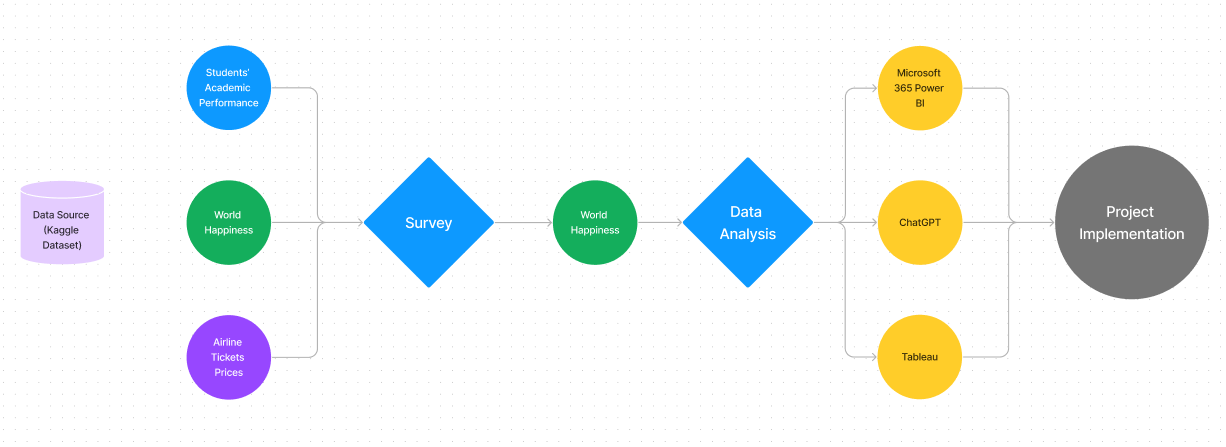 Data Source
(Kaggle
Dataset)
Students’
Academic
Performance
World
Happiness
Airline
Tickets
Prices
Survey
World
Happiness
Data
Analysis
Microsoft
365 Power
BI
ChatGPT
Tableau
Project
Implementation